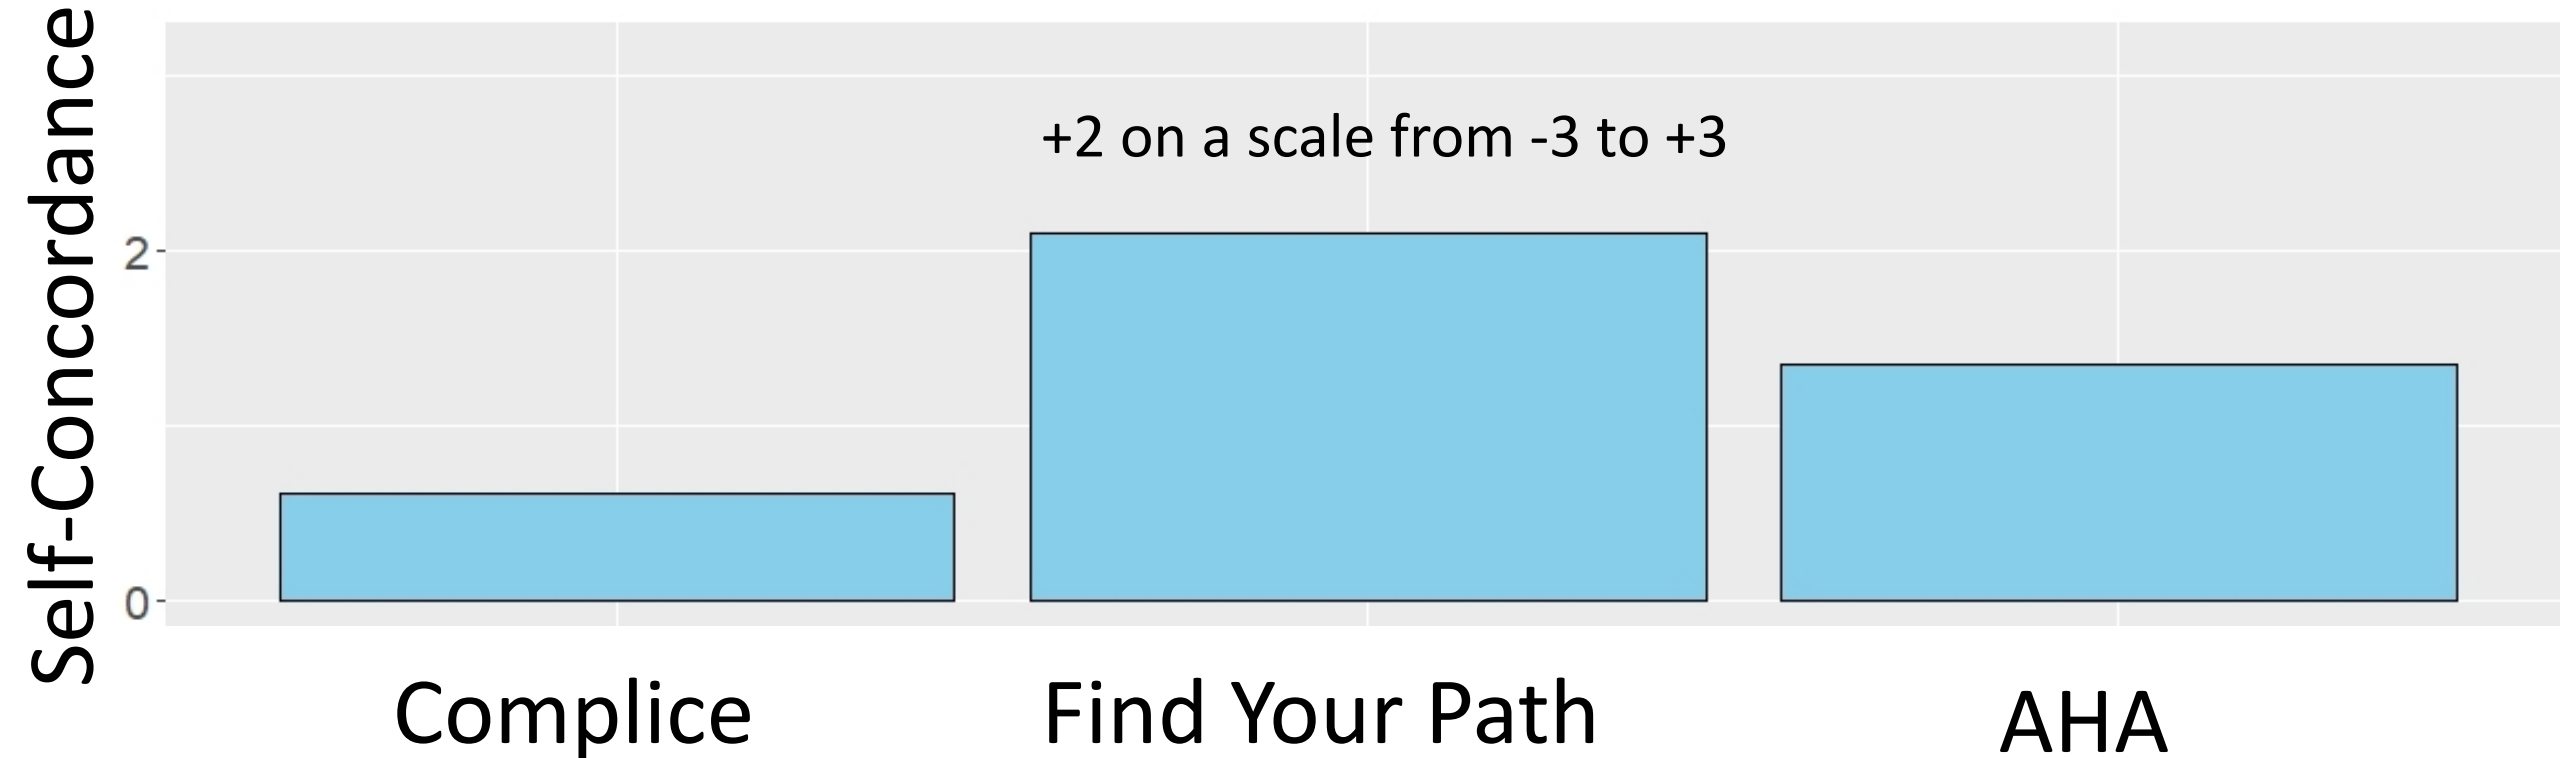 Self-Concordance
+2 on a scale from -3 to +3
2
0
Complice
Find Your Path
AHA